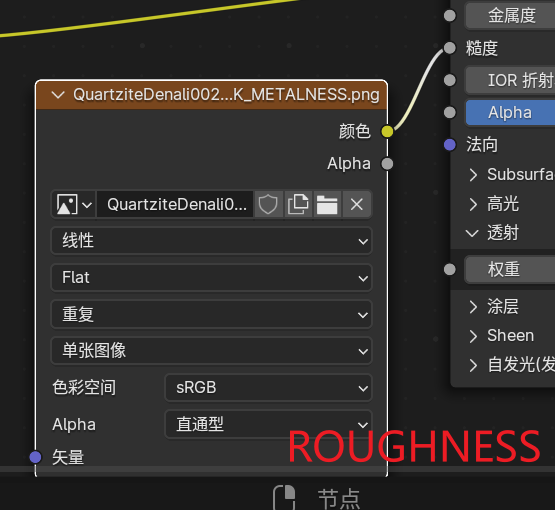 金属度
糙度
IOR 折射
Alpha
法向
Subsurfa
高光
透射
权重
涂层
Sheen
自发光(发
QuartziteDenali002...K_METALNESS.png
颜色
Alpha
QuartziteDenali0...
线性
Flat
重复
单张图像
色彩空间 sRGB
Alpha 直通型
矢量
ROUGHNESS
节点